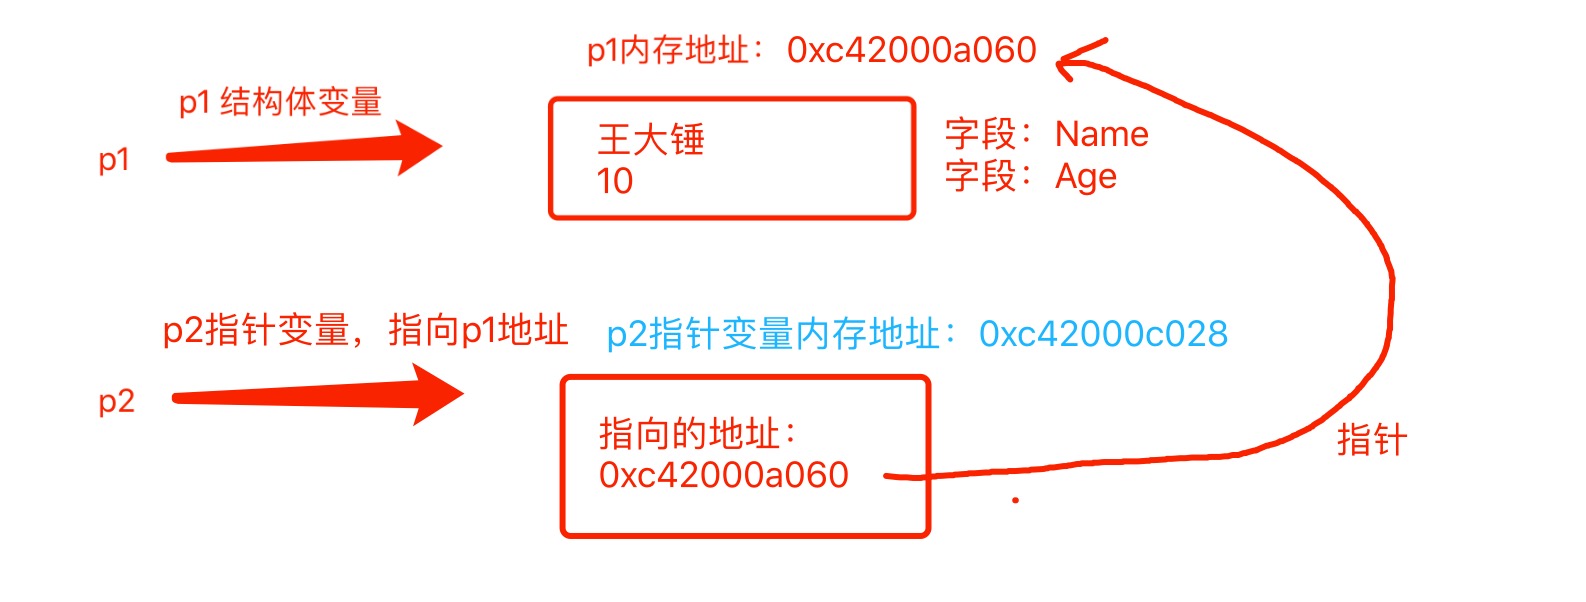 p1内存地址：0xc42000a060
p1 结构体变量
p1
王大锤
10
字段：Name
字段：Age
p2指针变量，指向p1地址
p2指针变量内存地址：0xc42000c028
p2
指向的地址：
0xc42000a060
指针